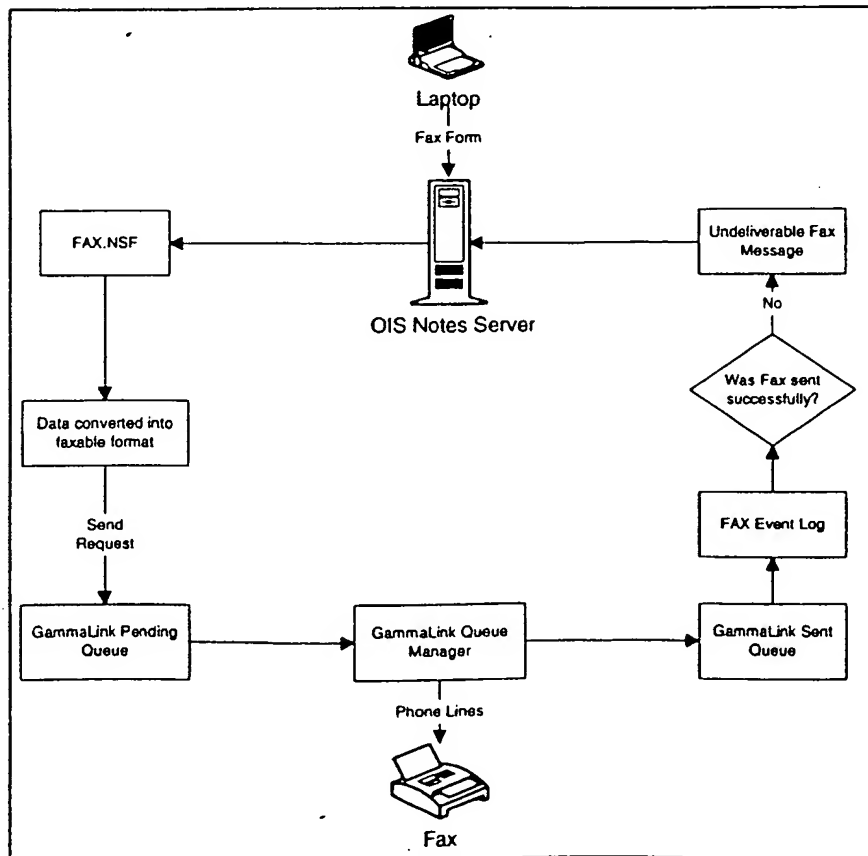 Laptop
Fax Form
FAX.NSF
OIS Notes Server
Undeliverable Fax
Message
No
Was Fax sent
successfully?
Data converted into
faxable format
Send
Request
FAX Event Log
GammaLink Pending
Queue
GammaLink Queue
Manager
GammaLink Sent
Queue
Phone Lines
Fax